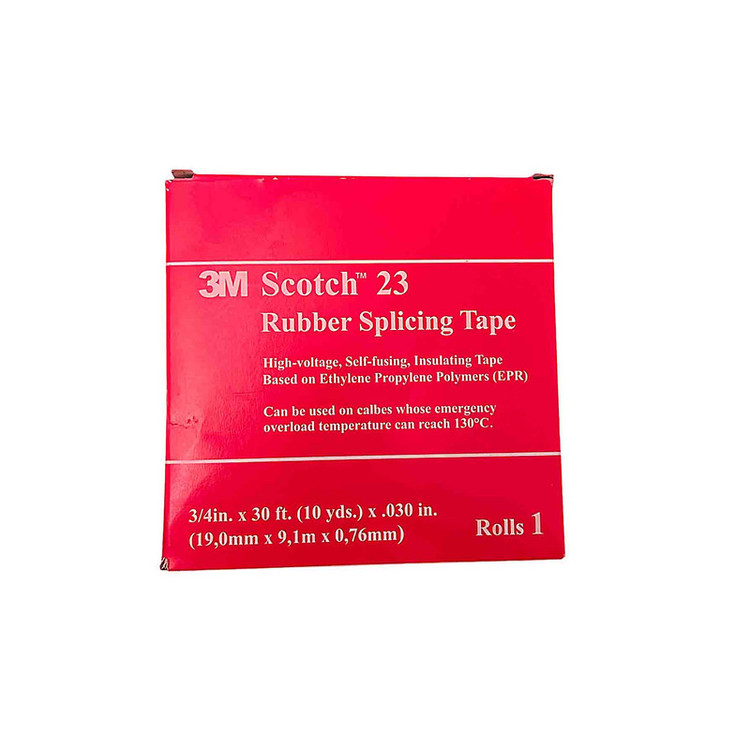 3M Scotch™ 23
Rubber Splicing Tape
High-voltage, Self-fusing, Insulating Tape
Based on Ethylene Propylene Polymers (EPR)
Can be used on calbes whose emergency
overload temperature can reach 130°C.
3/4in. x 30 ft. (10 yds.) x .030 in.
(19,0mm x 9,1m x 0,76mm)
Rolls 1